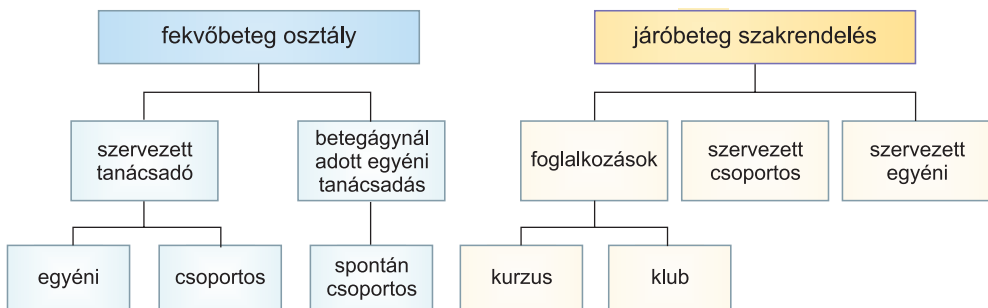 fekvőbeteg osztály
járóbeteg szakrendelés
szervezett
tanácsadó
betegágynál
adott egyéni
tanácsadás
foglalkozások
szervezett
csoportos
szervezett
egyéni
egyéni
csoportos
spontán
csoportos
kurzus
klub